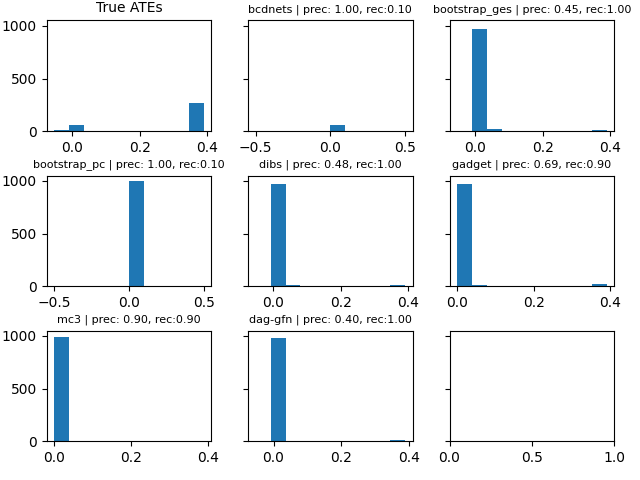 True ATEs
bcdnets | prec: 1.00, rec:0.10
bootstrap_ges | prec: 0.45, rec:1.00
1000
500
0
0.0 0.2 0.4
−0.5 0.0 0.5
0.0 0.2 0.4
bootstrap_pc | prec: 1.00, rec:0.10
dibs | prec: 0.48, rec:1.00
gadget | prec: 0.69, rec:0.90
1000
500
0
−0.5 0.0 0.5
0.0 0.2 0.4
0.0 0.2 0.4
mc3 | prec: 0.90, rec:0.90
dag-gfn | prec: 0.40, rec:1.00
1000
500
0
0.0 0.2 0.4
0.0 0.2 0.4
0.0 0.5 1.0